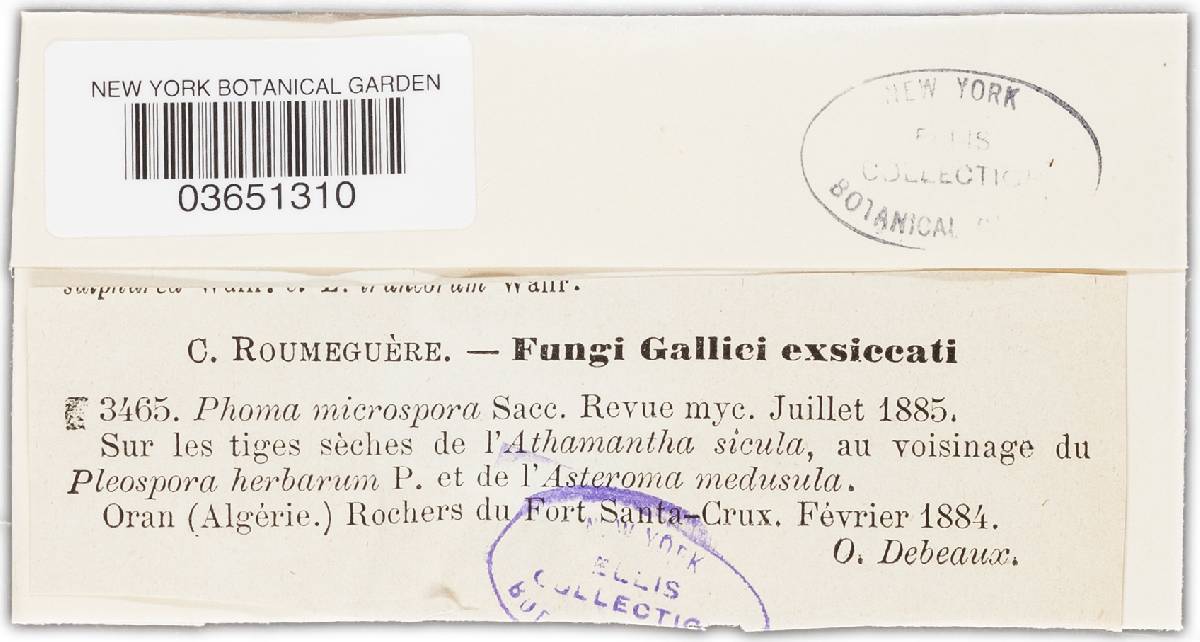 NEW YORK BOTANICAL GARDEN
03651310
NEW YORK
ELLIS
COLLECTIO
BOTANICAL
C. ROUMEGUÈRE. — Fungi Gallici exsiccati
3465. Phoma microspora Sacc. Revue myc. Juillet 1885.
Sur les tiges sèches de l'Athamantha sicula, au voisinage du
Pleospora herbarum P. et de l'Asteroma medusula.
Oran (Algérie.) Rochers du Fort Santa-Crux. Février 1884.
O. Debeaux.
NEW YORK
ELLIS
COLLECTIO